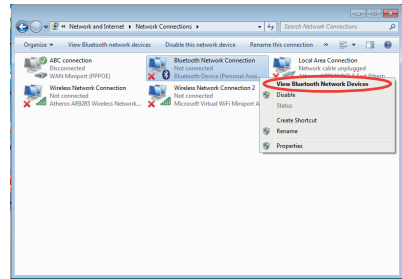 « Network and Internet ▸ Network Connections ▸
Search Network Connections
Organize ▾ View Bluetooth network devices Disable this network device Rename this connection »
ABC connection
Disconnected
WAN Miniport (PPPOE)
Bluetooth Network Connection
Not connected
Bluetooth Device (Personal Area
Local Area Connection
Network cable unplugged
Wireless Network Connection
Not connected
Atheros AR9285 Wireless Network...
Wireless Network Connection 2
Not connected
Microsoft Virtual WiFi Miniport A
View Bluetooth Network Devices
Disable
Status
Create Shortcut
Rename
Properties